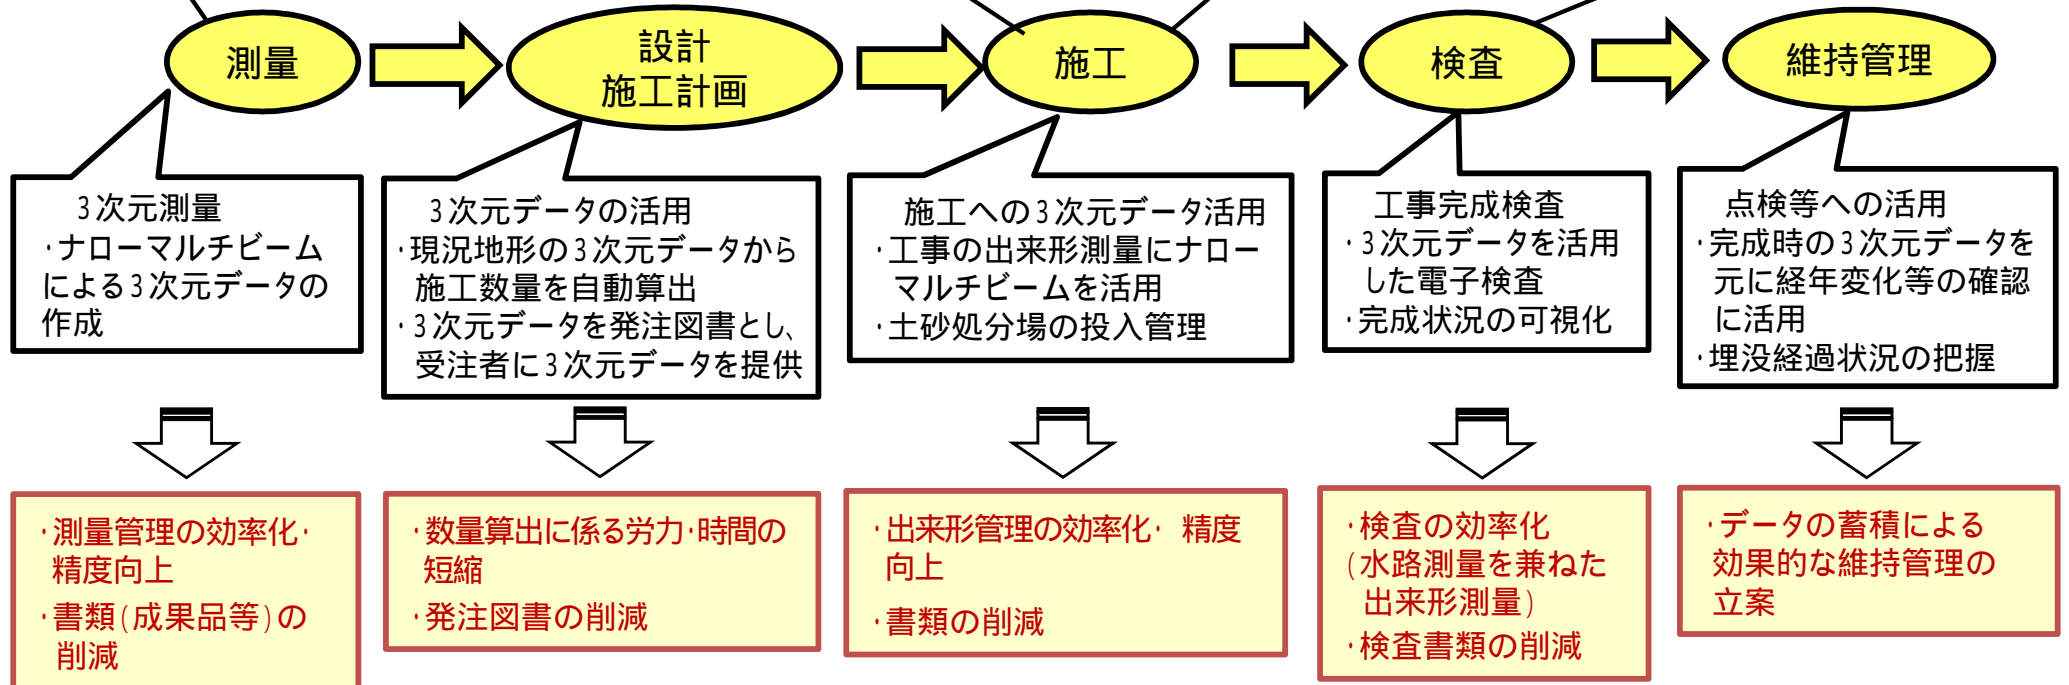 測量
設計
施工計画
施工
検査
維持管理
3次元測量
・ナローマルチビーム
による3次元データの
作成
3次元データの活用
・現況地形の3次元データから
施工数量を自動算出
・3次元データを発注図書とし、
受注者に3次元データを提供
施工への3次元データ活用
・工事の出来形測量にナロー
マルチビームを活用
・土砂処分場の投入管理
工事完成検査
・3次元データを活用
した電子検査
・完成状況の可視化
点検等への活用
・完成時の3次元データを
元に経年変化等の確認
に活用
・埋没経過状況の把握
・測量管理の効率化・
精度向上
・書類(成果品等)の
削減
・数量算出に係る労力・時間の
短縮
・発注図書の削減
・出来形管理の効率化・ 精度
向上
・書類の削減
・検査の効率化
(水路測量を兼ねた
出来形測量)
・検査書類の削減
・データの蓄積による
効果的な維持管理の
立案